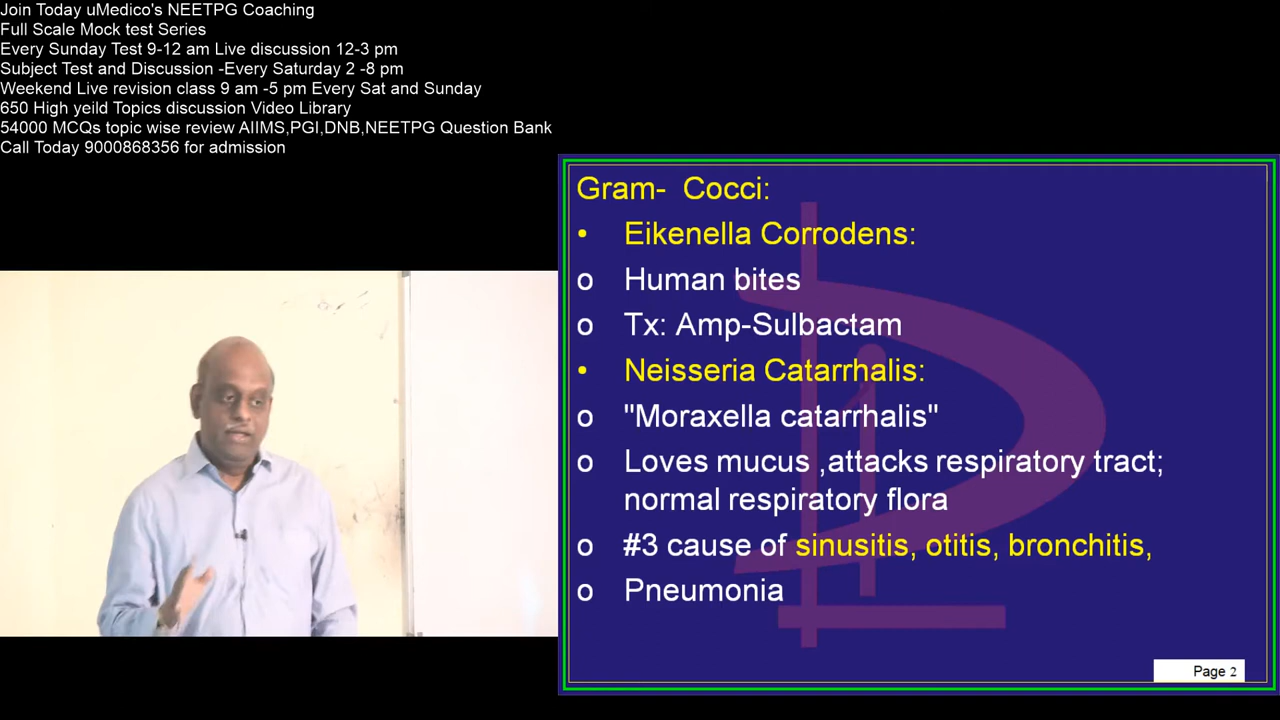 Join Today uMedico's NEETPG Coaching
Full Scale Mock test Series
Every Sunday Test 9-12 am Live discussion 12-3 pm
Subject Test and Discussion -Every Saturday 2 -8 pm
Weekend Live revision class 9 am -5 pm Every Sat and Sunday
650 High yeild Topics discussion Video Library
54000 MCQs topic wise review AIIMS,PGI,DNB,NEETPG Question Bank
Call Today 9000868356 for admission
Gram-  Cocci:
• Eikenella Corrodens:
o Human bites
o Tx: Amp-Sulbactam
• Neisseria Catarrhalis:
o "Moraxella catarrhalis"
o Loves mucus ,attacks respiratory tract;
normal respiratory flora
o #3 cause of sinusitis, otitis, bronchitis,
o Pneumonia
Page 2